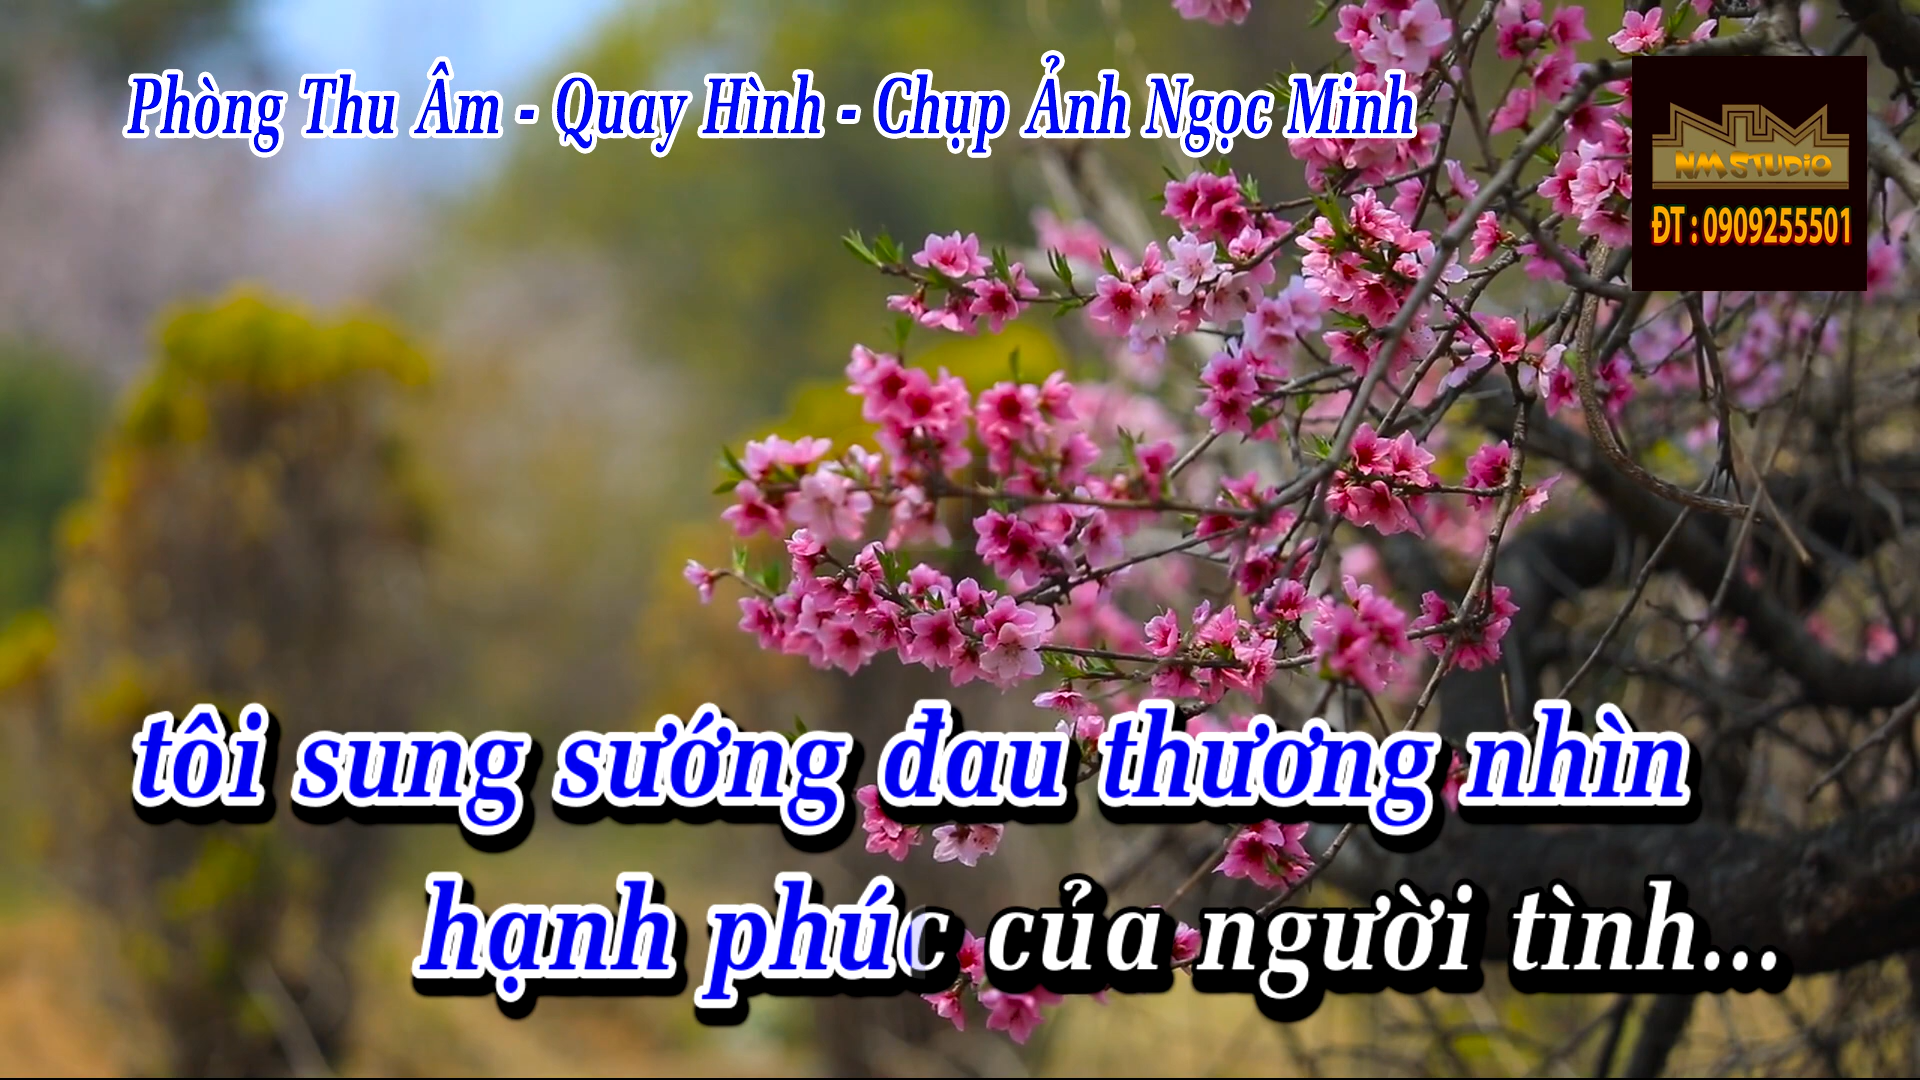 Phòng Thu Âm - Quay Hình - Chụp Ảnh Ngọc Minh
NM STUDIO
ĐT : 0909255501
tôi sung sướng đau thương nhìn
hạnh phúc của người tình...